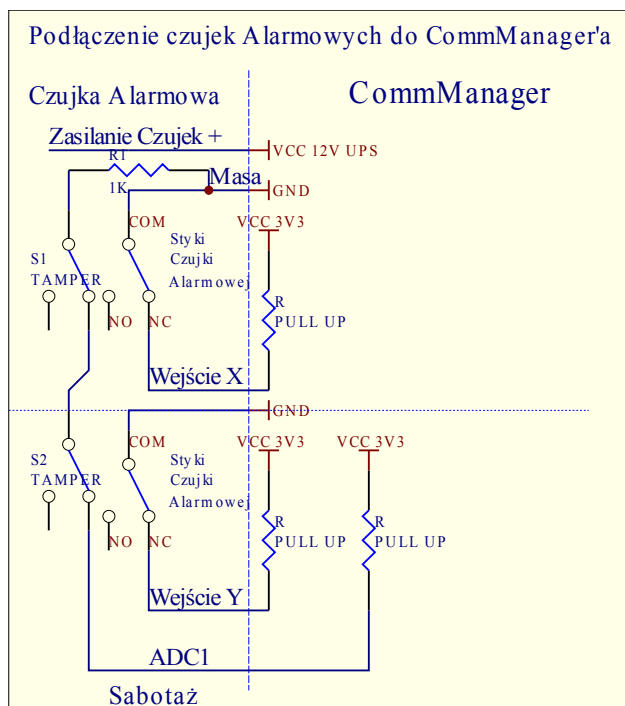 Podłączenie czujek Alarmowych do CommManager'a
Czujka Alarmowa
CommManager
Zasilanie Czujek +
VCC 12V UPS
R1
1K
Masa
GND
COM
Styki
Czujki
Alarmowej
VCC 3V3
S1
TAMPER
NO
NC
R
PULL UP
Wejście X
GND
COM
Styki
Czujki
Alarmowej
VCC 3V3
VCC 3V3
S2
TAMPER
NO
NC
R
PULL UP
R
PULL UP
Wejście Y
ADC1
Sabotaż